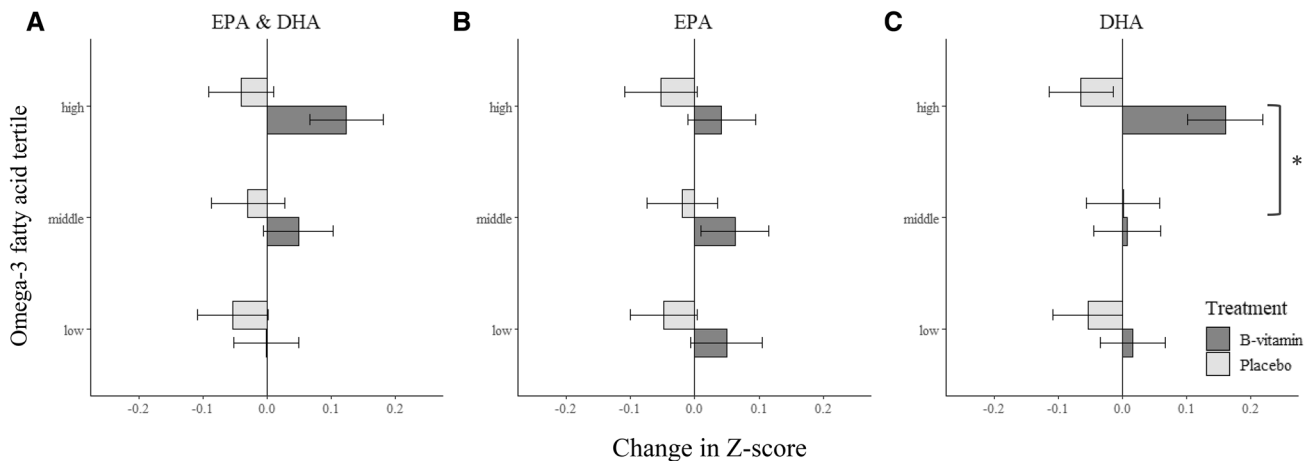 A
EPA & DHA
B
EPA
C
DHA
Omega-3 fatty acid tertile
high
middle
low
high
middle
low
high
middle
low
*
Treatment
B-vitamin
Placebo
-0.2 -0.1 0.0 0.1 0.2
-0.2 -0.1 0.0 0.1 0.2
-0.2 -0.1 0.0 0.1 0.2
Change in Z-score